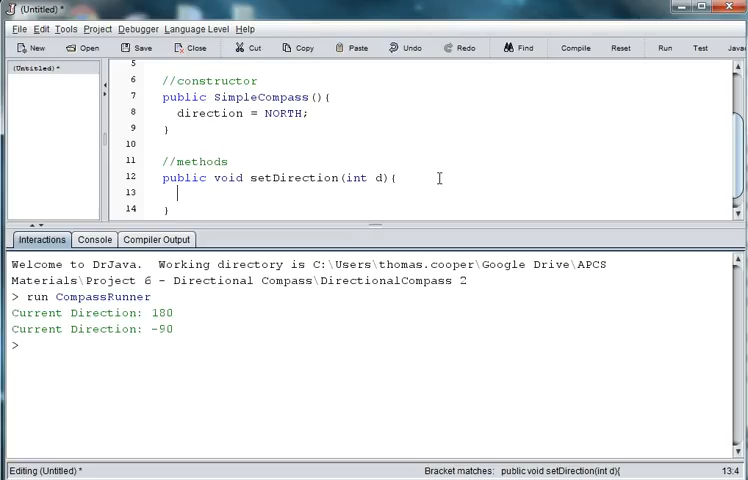 (Untitled) *
File Edit Tools Project Debugger Language Level Help
New Open Save Close Cut Copy Paste Undo Redo Find Compile Reset Run Test Java
(Untitled) *
5
6 //constructor
7 public SimpleCompass(){
8 direction = NORTH;
9 }
10
11 //methods
12 public void setDirection(int d){
13
14 }
Interactions Console Compiler Output
Welcome to DrJava. Working directory is C:\Users\thomas.cooper\Google Drive\APCS
Materials\Project 6 - Directional Compass\DirectionalCompass 2
> run CompassRunner
Current Direction: 180
Current Direction: -90
>
Editing (Untitled) * Bracket matches: public void setDirection(int d){ 13:4